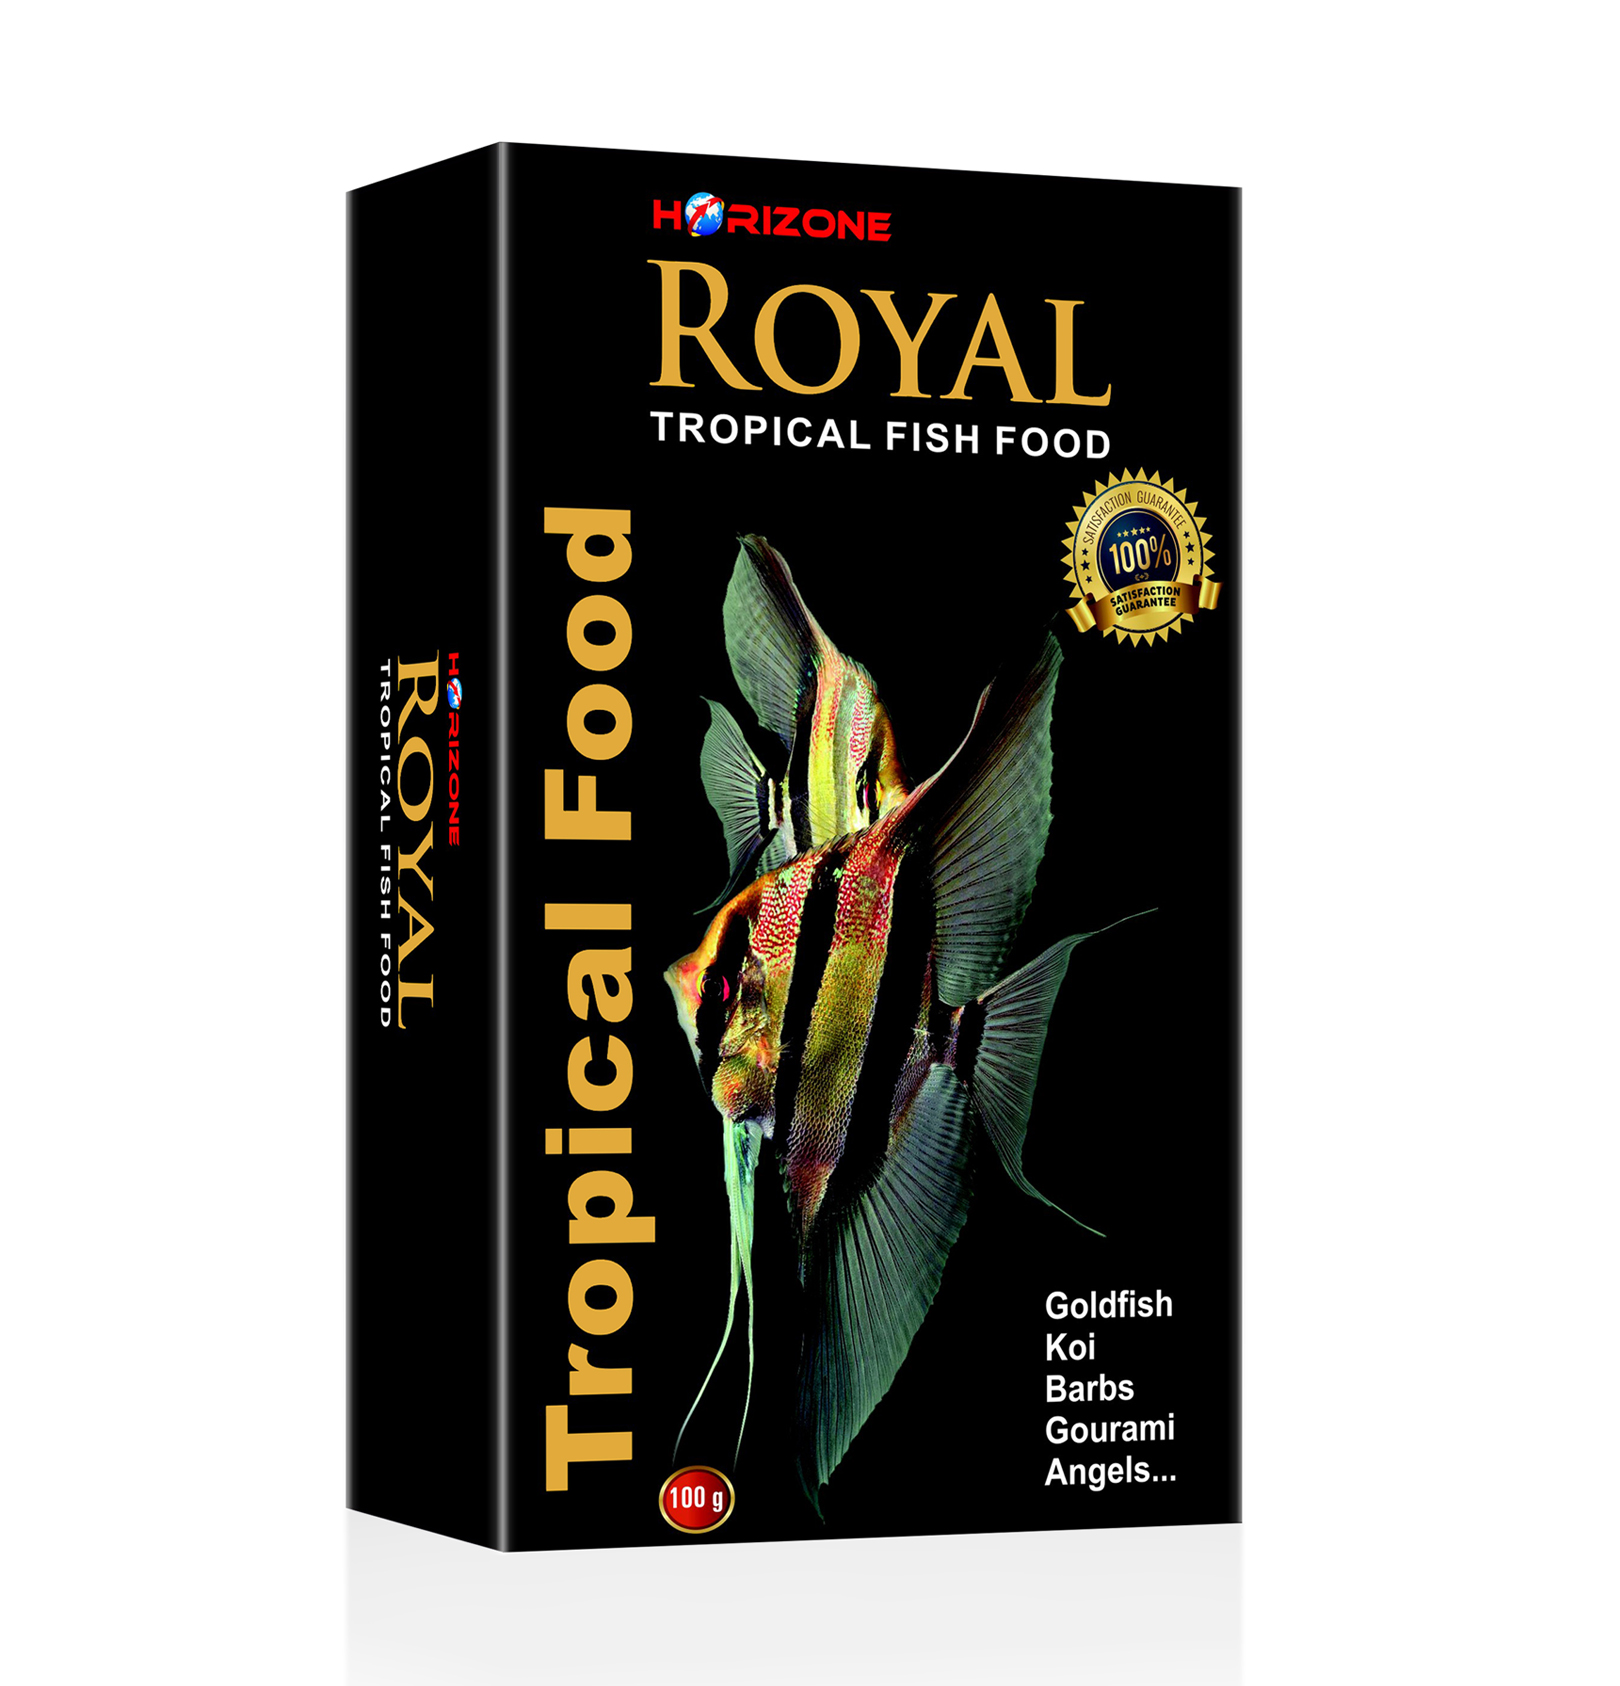 HORIZONE
ROYAL
TROPICAL FISH FOOD
SATISFACTION GUARANTEE
100%
SATISFACTION
GUARANTEE
Tropical Food
Goldfish
Koi
Barbs
Gourami
Angels...
100 g
HORIZONE
ROYAL
TROPICAL FISH FOOD